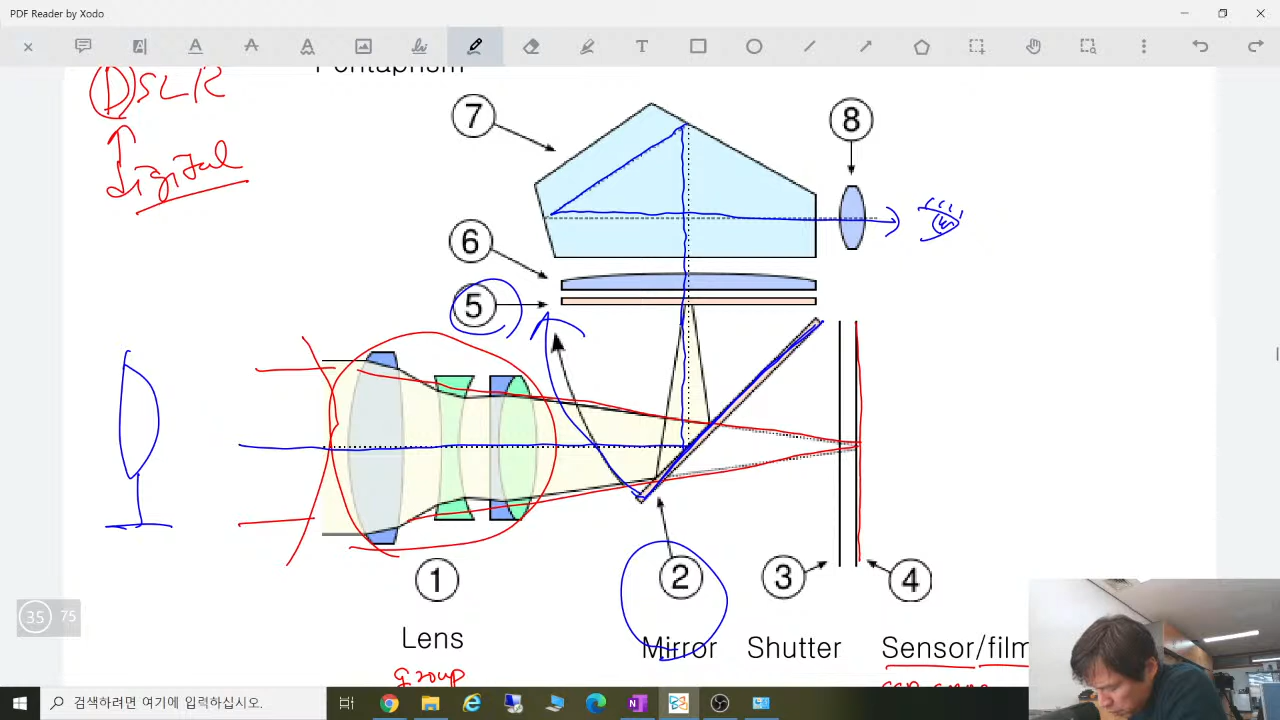 PDF Reader by Xodo
T
DSLR
digital
7
8
6
5
1
2
3
4
Lens
Mirror
Shutter
Sensor/film
group
35 75
검색하려면 여기에 입력하십시오.